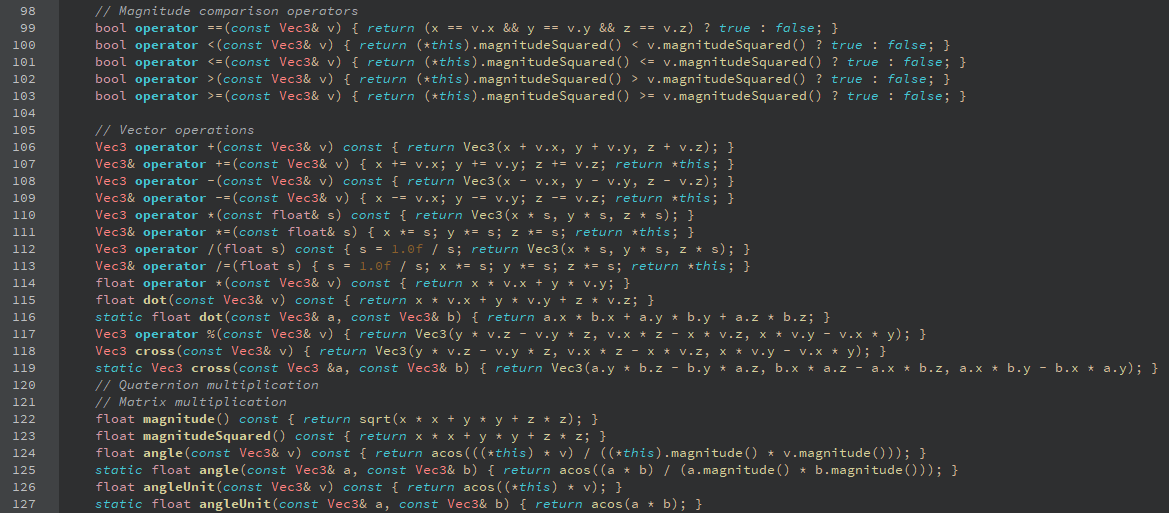 98 // Magnitude comparison operators
99 bool operator ==(const Vec3& v) { return (x == v.x && y == v.y && z == v.z) ? true : false; }
100 bool operator <(const Vec3& v) { return (*this).magnitudeSquared() < v.magnitudeSquared() ? true : false; }
101 bool operator <=(const Vec3& v) { return (*this).magnitudeSquared() <= v.magnitudeSquared() ? true : false; }
102 bool operator >(const Vec3& v) { return (*this).magnitudeSquared() > v.magnitudeSquared() ? true : false; }
103 bool operator >=(const Vec3& v) { return (*this).magnitudeSquared() >= v.magnitudeSquared() ? true : false; }
104
105 // Vector operations
106 Vec3 operator +(const Vec3& v) const { return Vec3(x + v.x, y + v.y, z + v.z); }
107 Vec3& operator +=(const Vec3& v) { x += v.x; y += v.y; z += v.z; return *this; }
108 Vec3 operator -(const Vec3& v) const { return Vec3(x - v.x, y - v.y, z - v.z); }
109 Vec3& operator -=(const Vec3& v) { x -= v.x; y -= v.y; z -= v.z; return *this; }
110 Vec3 operator *(const float& s) const { return Vec3(x * s, y * s, z * s); }
111 Vec3& operator *=(const float& s) { x *= s; y *= s; z *= s; return *this; }
112 Vec3 operator /(float s) const { s = 1.0f / s; return Vec3(x * s, y * s, z * s); }
113 Vec3& operator /=(float s) { s = 1.0f / s; x *= s; y *= s; z *= s; return *this; }
114 float operator *(const Vec3& v) const { return x * v.x + y * v.y; }
115 float dot(const Vec3& v) const { return x * v.x + y * v.y + z * v.z; }
116 static float dot(const Vec3& a, const Vec3& b) { return a.x * b.x + a.y * b.y + a.z * b.z; }
117 Vec3 operator %(const Vec3& v) { return Vec3(y * v.z - v.y * z, v.x * z - x * v.z, x * v.y - v.x * y); }
118 Vec3 cross(const Vec3& v) { return Vec3(y * v.z - v.y * z, v.x * z - x * v.z, x * v.y - v.x * y); }
119 static Vec3 cross(const Vec3 &a, const Vec3& b) { return Vec3(a.y * b.z - b.y * a.z, b.x * a.z - a.x * b.z, a.x * b.y - b.x * a.y); }
120 // Quaternion multiplication
121 // Matrix multiplication
122 float magnitude() const { return sqrt(x * x + y * y + z * z); }
123 float magnitudeSquared() const { return x * x + y * y + z * z; }
124 float angle(const Vec3& v) const { return acos(((*this) * v) / ((*this).magnitude() * v.magnitude())); }
125 static float angle(const Vec3& a, const Vec3& b) { return acos((a * b) / (a.magnitude() * b.magnitude())); }
126 float angleUnit(const Vec3& v) const { return acos((*this) * v); }
127 static float angleUnit(const Vec3& a, const Vec3& b) { return acos(a * b); }